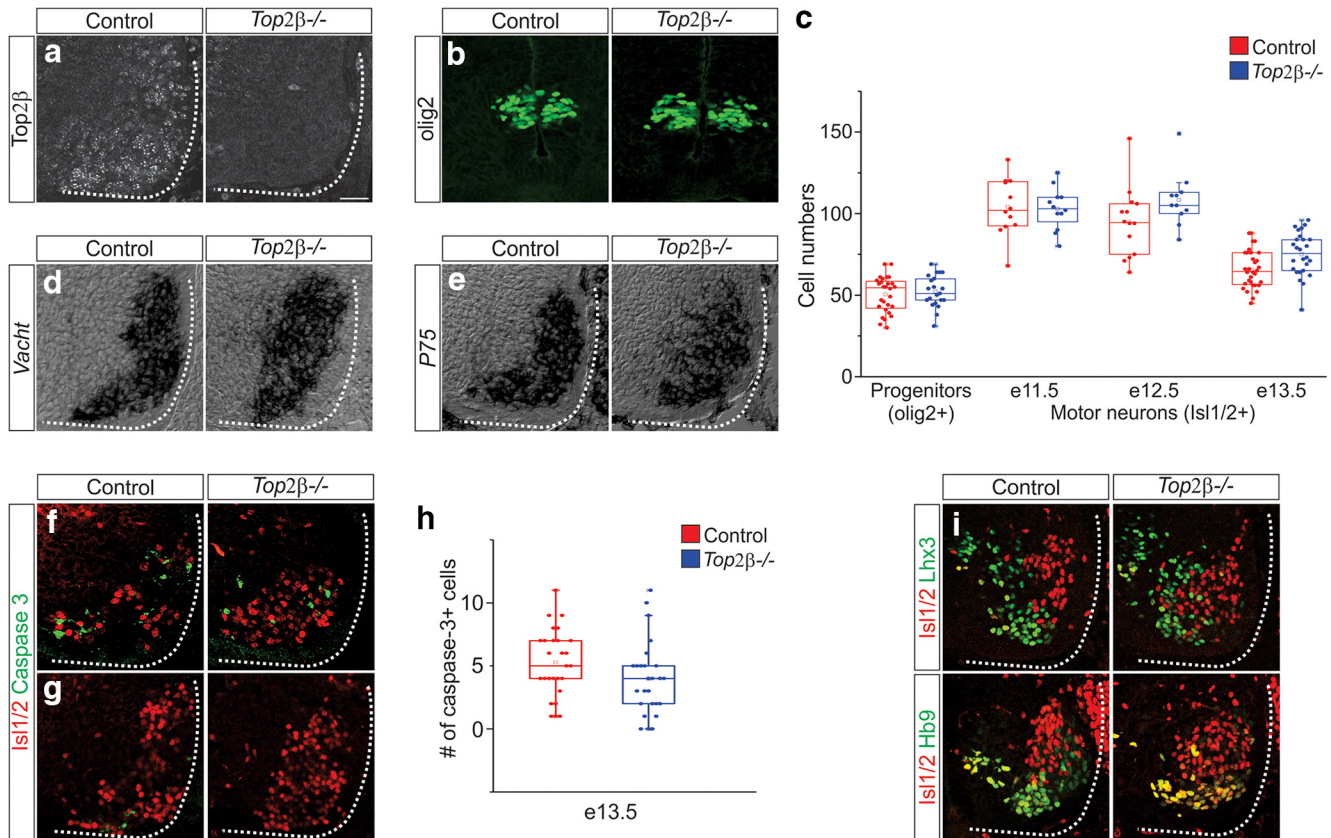 Control
Top2β-/-
Top2β
a
Control
Top2β-/-
olig2
b
c
Control
Top2β-/-
Cell numbers
150
100
50
0
Progenitors
(olig2+)
e11.5
e12.5
e13.5
Motor neurons (Isl1/2+)
Control
Top2β-/-
Vacht
d
Control
Top2β-/-
P75
e
Control
Top2β-/-
Isl1/2 Caspase 3
f
g
h
Control
Top2β-/-
# of caspase-3+ cells
10
5
0
e13.5
Control
Top2β-/-
i
Isl1/2 Lhx3
Isl1/2 Hb9